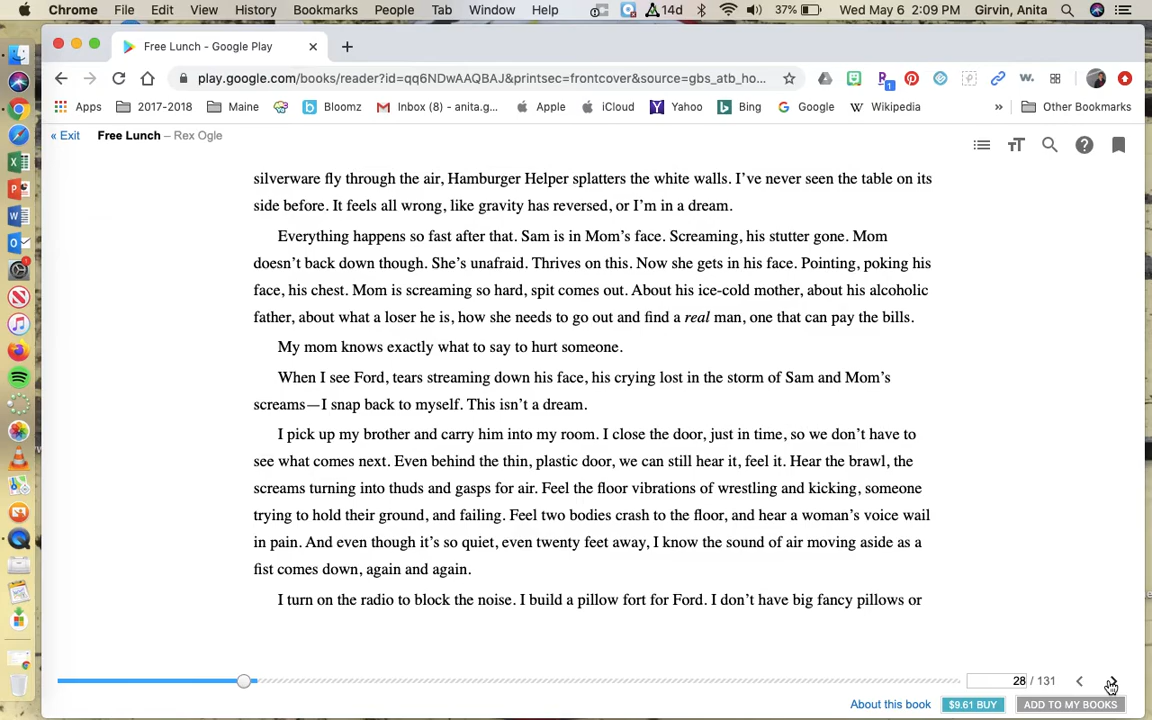 Chrome File Edit View History Bookmarks People Tab Window Help 14d 37% Wed May 6 2:09 PM Girvin, Anita
Free Lunch - Google Play
play.google.com/books/reader?id=qq6NDwAAQBAJ&printsec=frontcover&source=gbs_atb_ho...
Apps 2017-2018 Maine Bloomz Inbox (8) - anita.g... Apple iCloud Yahoo Bing Google Wikipedia » Other Bookmarks
« Exit Free Lunch – Rex Ogle
silverware fly through the air, Hamburger Helper splatters the white walls. I’ve never seen the table on its
side before. It feels all wrong, like gravity has reversed, or I’m in a dream.
Everything happens so fast after that. Sam is in Mom’s face. Screaming, his stutter gone. Mom
doesn’t back down though. She’s unafraid. Thrives on this. Now she gets in his face. Pointing, poking his
face, his chest. Mom is screaming so hard, spit comes out. About his ice-cold mother, about his alcoholic
father, about what a loser he is, how she needs to go out and find a real man, one that can pay the bills.
My mom knows exactly what to say to hurt someone.
When I see Ford, tears streaming down his face, his crying lost in the storm of Sam and Mom’s
screams—I snap back to myself. This isn’t a dream.
I pick up my brother and carry him into my room. I close the door, just in time, so we don’t have to
see what comes next. Even behind the thin, plastic door, we can still hear it, feel it. Hear the brawl, the
screams turning into thuds and gasps for air. Feel the floor vibrations of wrestling and kicking, someone
trying to hold their ground, and failing. Feel two bodies crash to the floor, and hear a woman’s voice wail
in pain. And even though it’s so quiet, even twenty feet away, I know the sound of air moving aside as a
fist comes down, again and again.
I turn on the radio to block the noise. I build a pillow fort for Ford. I don’t have big fancy pillows or
28 / 131
About this book $9.61 BUY ADD TO MY BOOKS